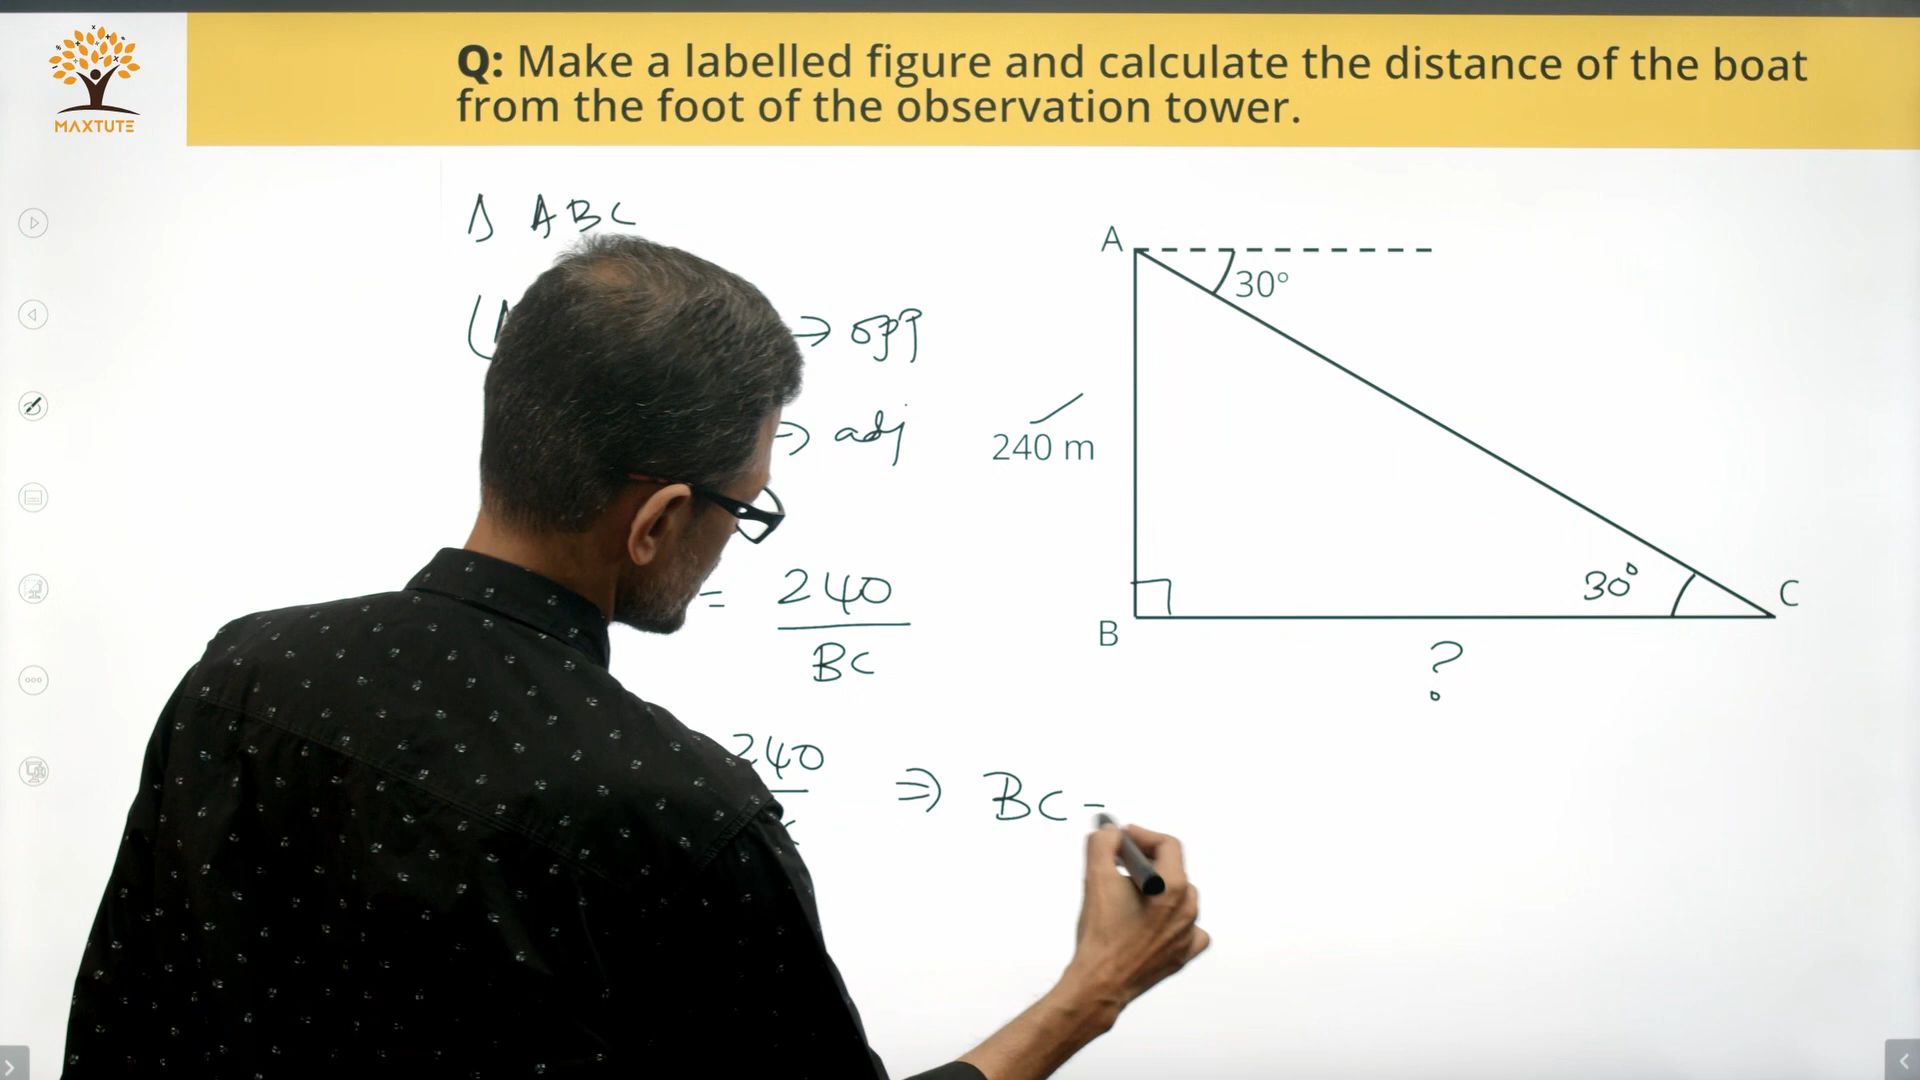 MAXTUTE
Q: Make a labelled figure and calculate the distance of the boat
from the foot of the observation tower.
Δ ABC
→ opp
→ adj
= 240
BC
240
⇒ BC =
A
30°
240 m
B
30°
C
?